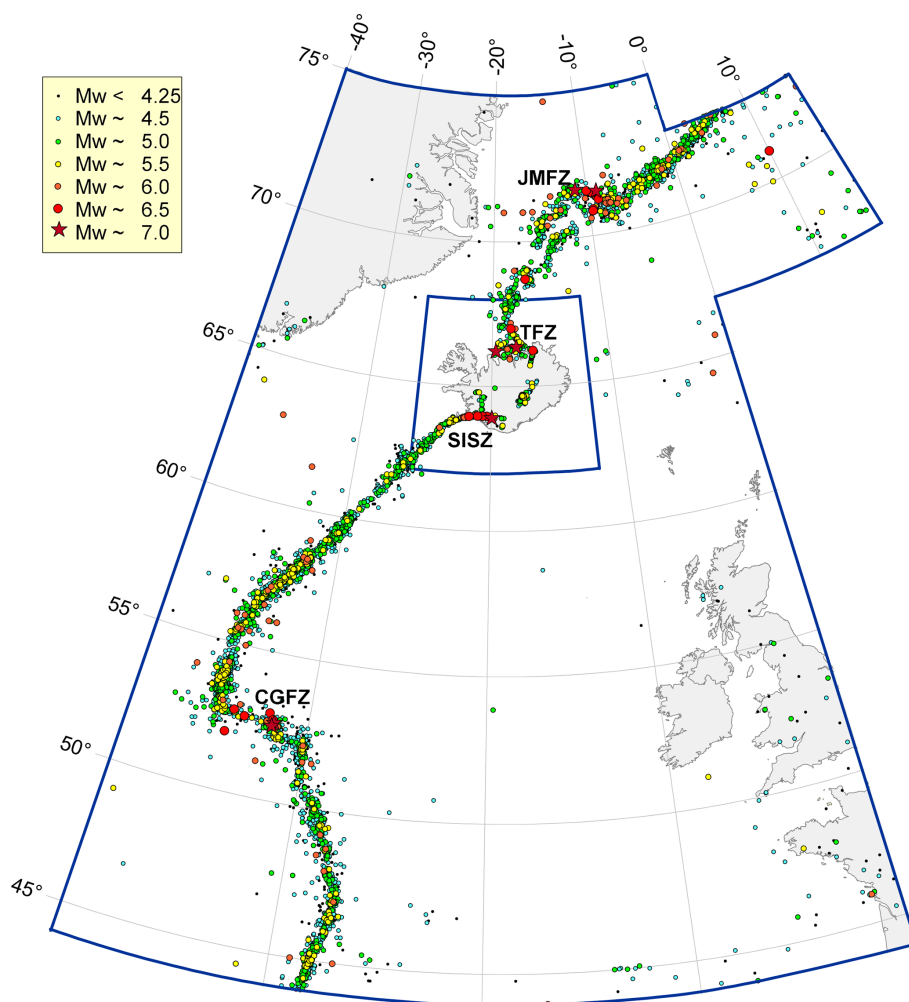 -40°
-30°
-20°
-10°
0°
10°
75°
70°
65°
60°
55°
50°
45°
Mw < 4.25
Mw ~ 4.5
Mw ~ 5.0
Mw ~ 5.5
Mw ~ 6.0
Mw ~ 6.5
Mw ~ 7.0
JMFZ
TFZ
SISZ
CGFZ